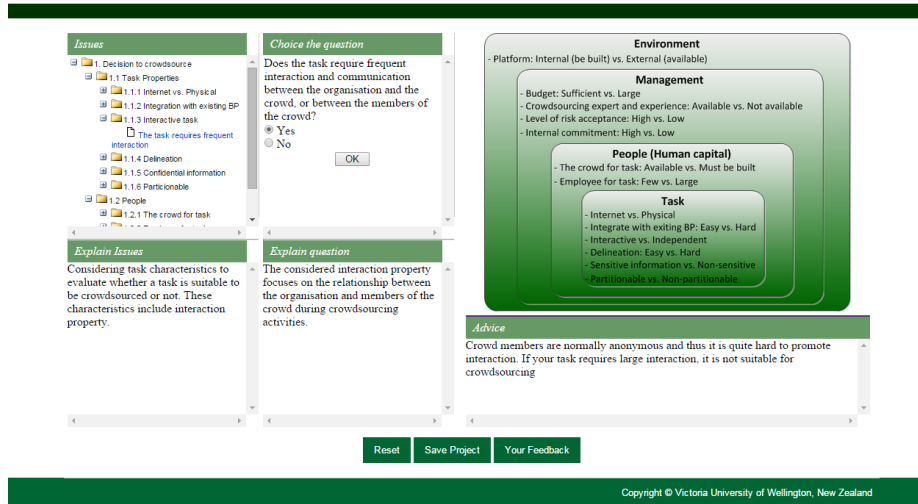 Issues
1. Decision to crowdsource
1.1 Task Properties
1.1.1 Internet vs. Physical
1.1.2 Integration with existing BP
1.1.3 Interactive task
The task requires frequent
interaction
1.1.4 Delineation
1.1.5 Confidential information
1.1.6 Particionable
1.2 People
1.2.1 The crowd for task
Choice the question
Does the task require frequent
interaction and communication
between the organisation and the
crowd, or between the members of
the crowd?
Yes
No
OK
Environment
- Platform: Internal (be built) vs. External (available)
Management
- Budget: Sufficient vs. Large
- Crowdsourcing expert and experience: Available vs. Not available
- Level of risk acceptance: High vs. Low
- Internal commitment: High vs. Low
People (Human capital)
- The crowd for task: Available vs. Must be built
- Employee for task: Few vs. Large
Task
- Internet vs. Physical
- Integrate with exiting BP: Easy vs. Hard
- Interactive vs. Independent
- Delineation: Easy vs. Hard
- Sensitive information vs. Non-sensitive
- Partitionable vs. Non-partitionable
Explain Issues
Considering task characteristics to
evaluate whether a task is suitable to
be crowdsourced or not. These
characteristics include interaction
property.
Explain question
The considered interaction property
focuses on the relationship between
the organisation and members of the
crowd during crowdsourcing
activities.
Advice
Crowd members are normally anonymous and thus it is quite hard to promote
interaction. If your task requires large interaction, it is not suitable for
crowdsourcing
Reset
Save Project
Your Feedback
Copyright © Victoria University of Wellington, New Zealand